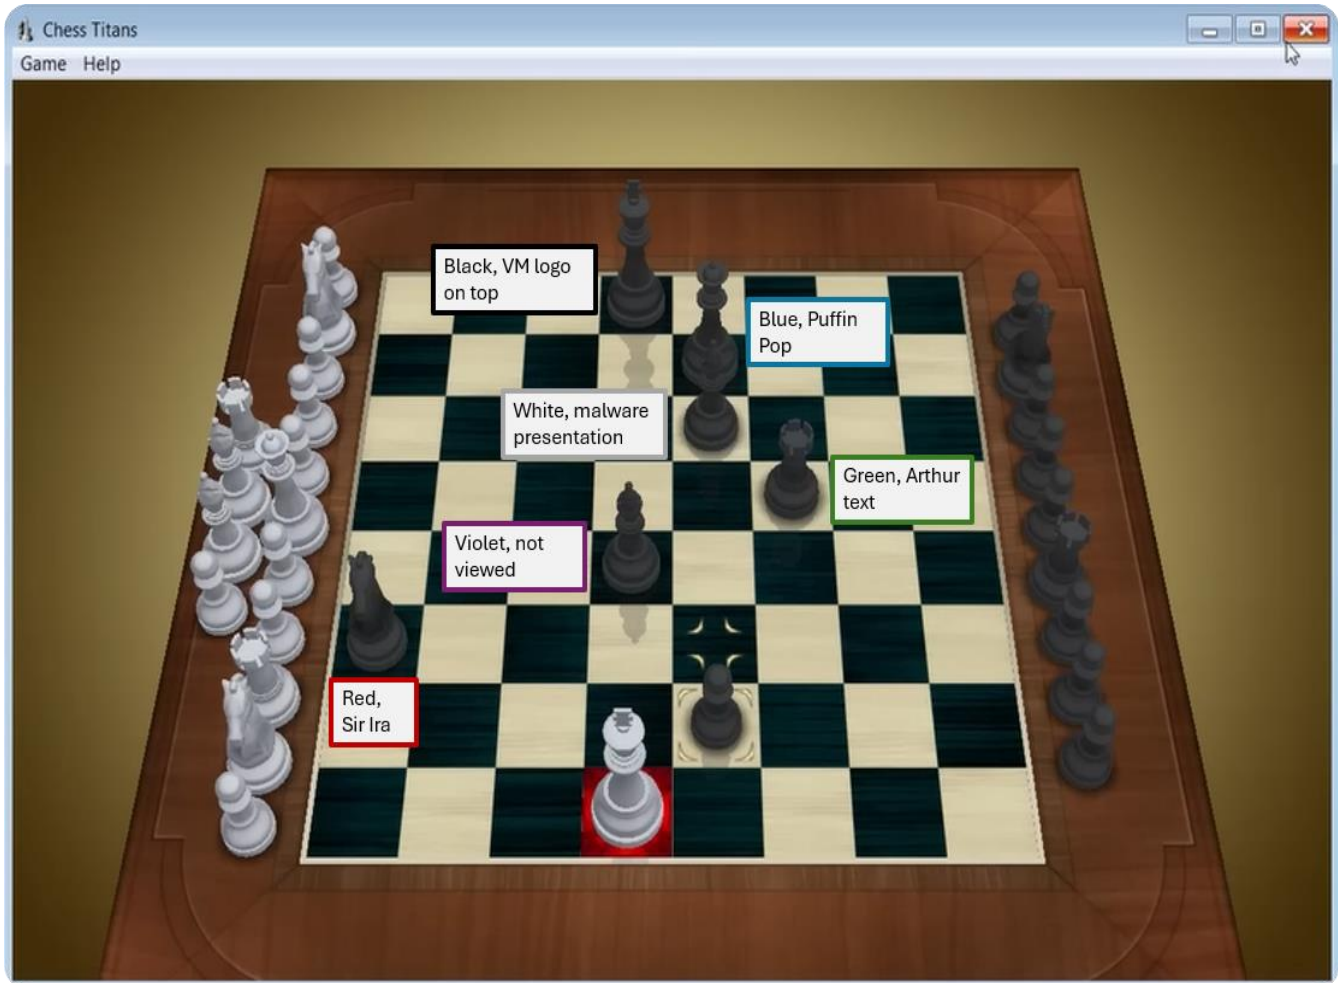 Chess Titans
Game Help
Black, VM logo
on top
Blue, Puffin
Pop
White, malware
presentation
Green, Arthur
text
Violet, not
viewed
Red,
Sir Ira